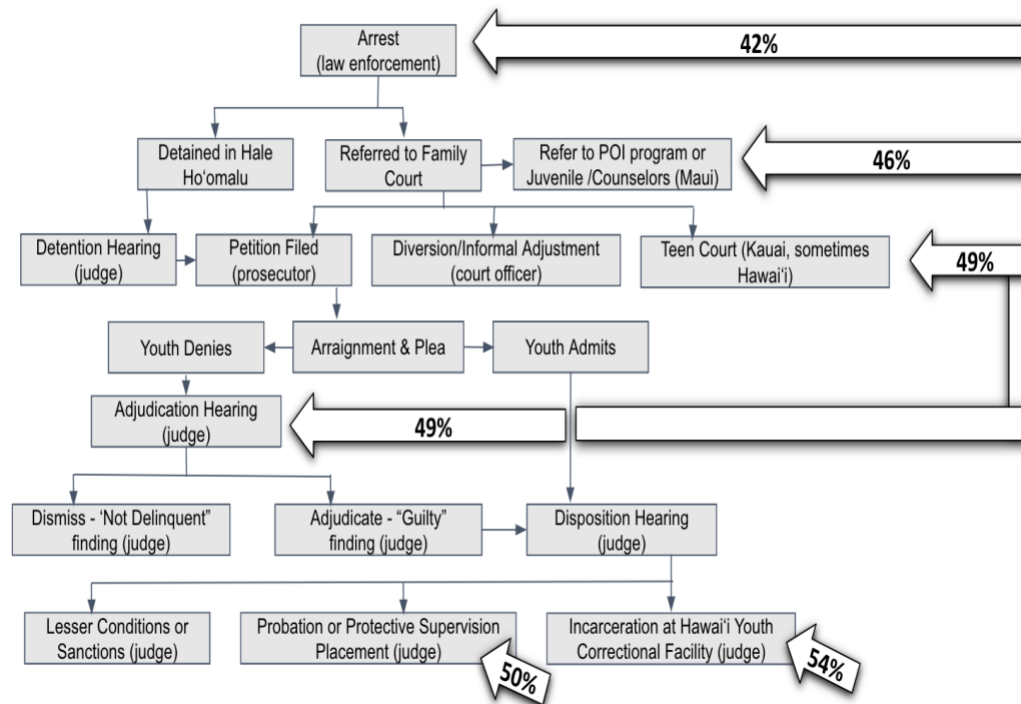 Arrest
(law enforcement)
42%
Detained in Hale
Hoʻomalu
Referred to Family
Court
Refer to POI program or
Juvenile /Counselors (Maui)
46%
Detention Hearing
(judge)
Petition Filed
(prosecutor)
Diversion/Informal Adjustment
(court officer)
Teen Court (Kauai, sometimes
Hawaiʻi)
49%
Youth Denies
Arraignment & Plea
Youth Admits
Adjudication Hearing
(judge)
49%
Dismiss - ‘Not Delinquent”
finding (judge)
Adjudicate - “Guilty”
finding (judge)
Disposition Hearing
(judge)
Lesser Conditions or
Sanctions (judge)
Probation or Protective Supervision
Placement (judge)
Incarceration at Hawaiʻi Youth
Correctional Facility (judge)
50%
54%